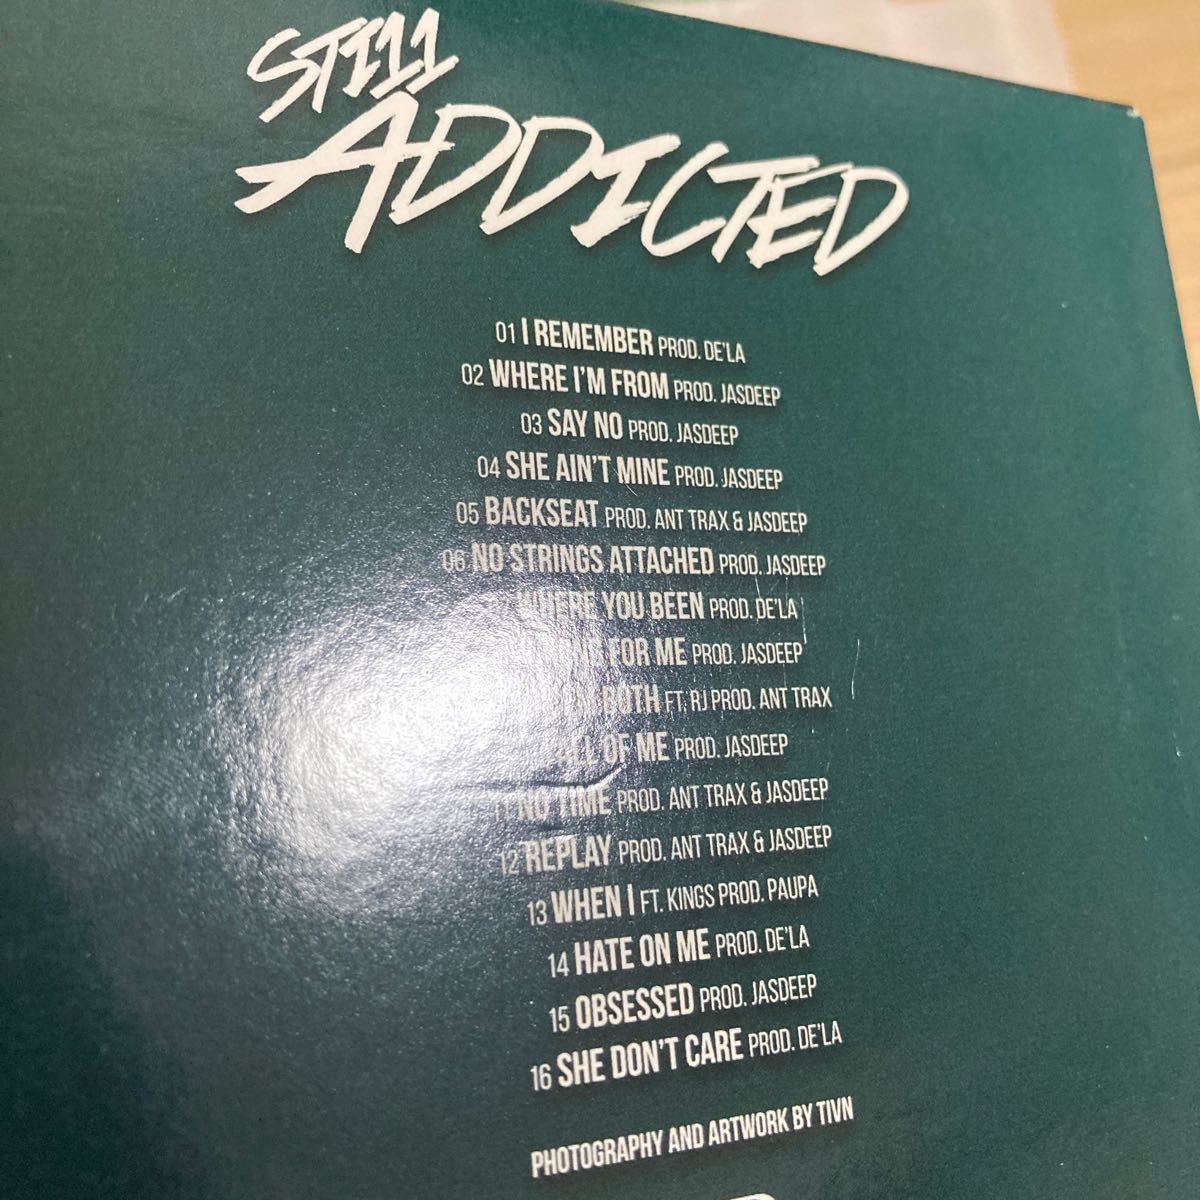 STILL
ADDICTED
01 I REMEMBER PROD. DE'LA
02 WHERE I'M FROM PROD. JASDEEP
03 SAY NO PROD. JASDEEP
04 SHE AIN'T MINE PROD. JASDEEP
05 BACKSEAT PROD. ANT TRAX & JASDEEP
06 NO STRINGS ATTACHED PROD. JASDEEP
WHERE YOU BEEN PROD. DE'LA
FOR ME PROD. JASDEEP
BOTH FT. RJ PROD. ANT TRAX
ALL OF ME PROD. JASDEEP
NO TIME PROD. ANT TRAX & JASDEEP
12 REPLAY PROD. ANT TRAX & JASDEEP
13 WHEN I FT. KINGS PROD. PAUPA
14 HATE ON ME PROD. DE'LA
15 OBSESSED PROD. JASDEEP
16 SHE DON'T CARE PROD. DE'LA
PHOTOGRAPHY AND ARTWORK BY TIVN